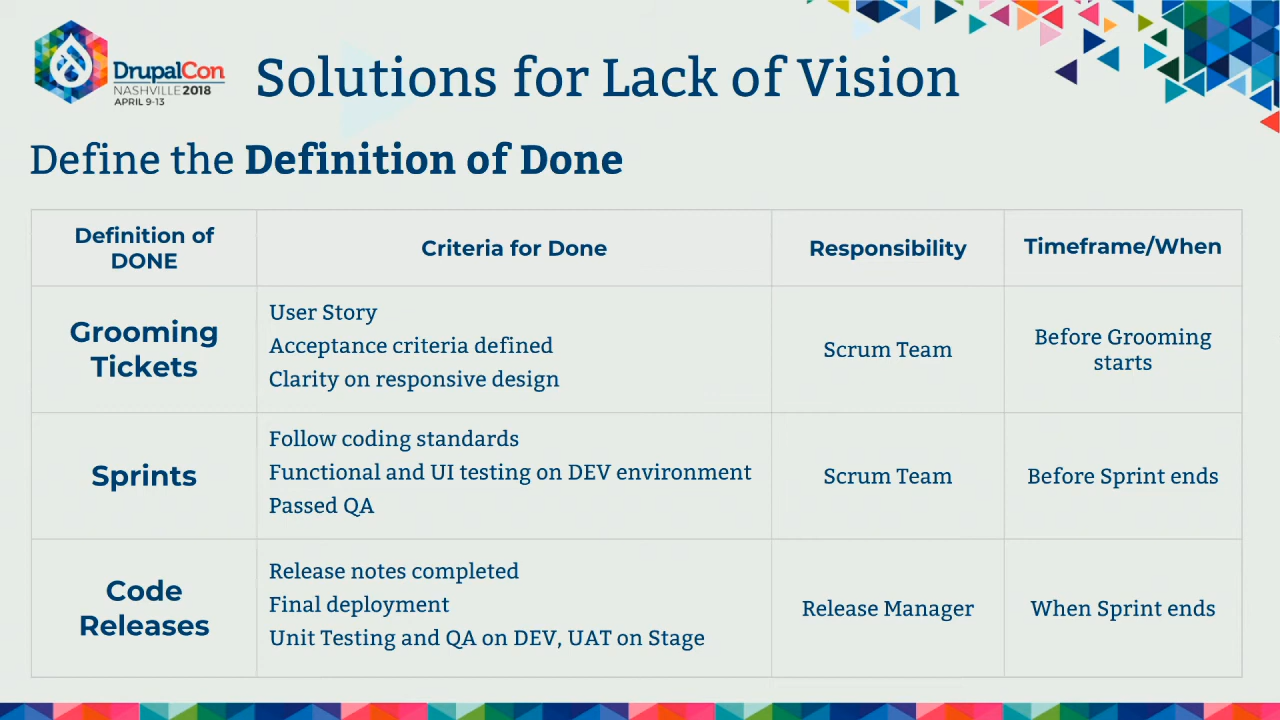 DrupalCon
NASHVILLE 2018
APRIL 9-13
Solutions for Lack of Vision
Define the Definition of Done
Definition of
DONE
Criteria for Done
Responsibility
Timeframe/When
Grooming
Tickets
User Story
Acceptance criteria defined
Clarity on responsive design
Scrum Team
Before Grooming
starts
Sprints
Follow coding standards
Functional and UI testing on DEV environment
Passed QA
Scrum Team
Before Sprint ends
Code
Releases
Release notes completed
Final deployment
Unit Testing and QA on DEV, UAT on Stage
Release Manager
When Sprint ends